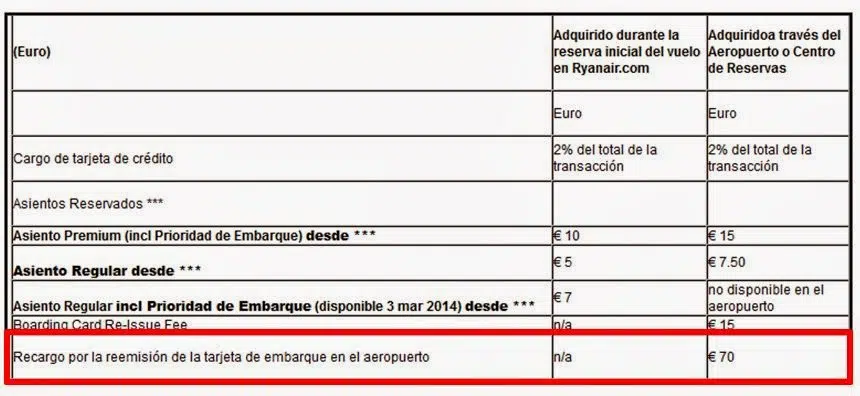 (Euro)
Adquirido durante la
reserva inicial del vuelo
en Ryanair.com
Adquiridoa través del
Aeropuerto o Centro
de Reservas
Euro
Euro
Cargo de tarjeta de crédito
2% del total de la
transacción
2% del total de la
transacción
Asientos Reservados ***
Asiento Premium (incl Prioridad de Embarque) desde ***
€ 10
€ 15
Asiento Regular desde ***
€ 5
€ 7.50
Asiento Regular incl Prioridad de Embarque (disponible 3 mar 2014) desde ***
€ 7
no disponible en el
aeropuerto
Boarding Card Re-Issue Fee
n/a
€ 15
Recargo por la reemisión de la tarjeta de embarque en el aeropuerto
n/a
€ 70